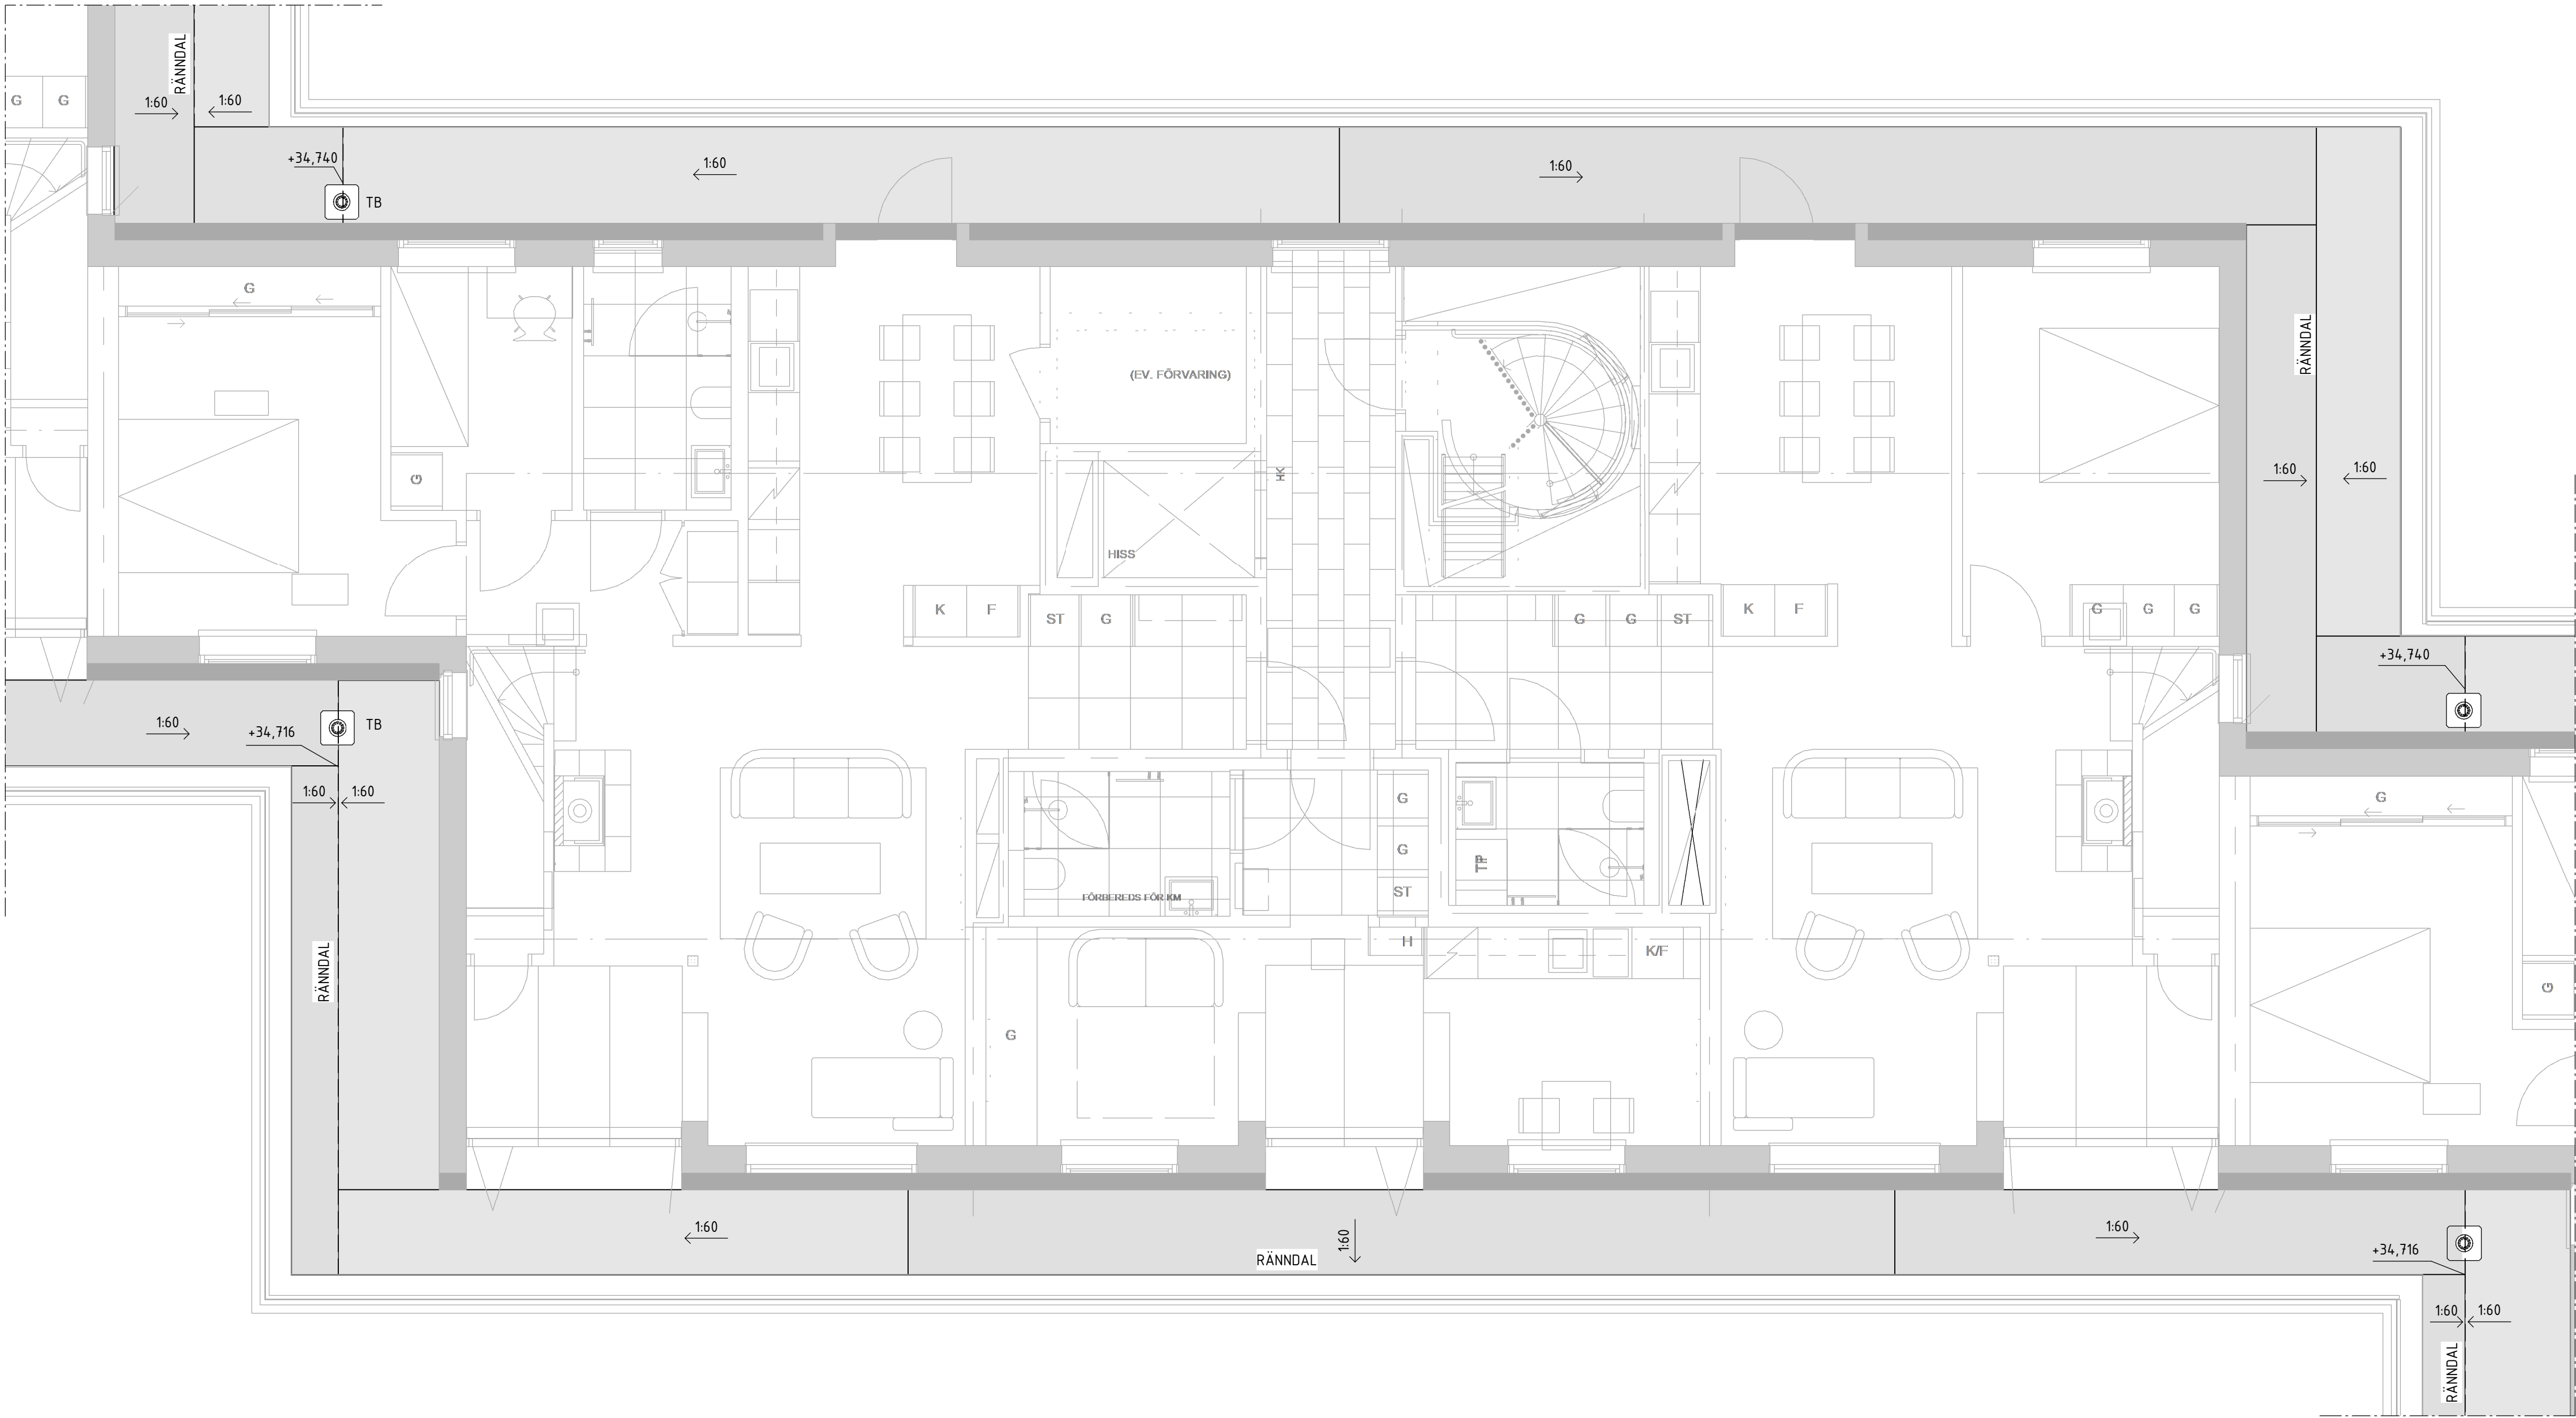 RÄNNDAL
1:60
1:60
G
G
+34,740
TB
1:60
1:60
G
(EV. FÖRVARING)
RÄNNDAL
G
HK
1:60
1:60
HISS
K
F
ST
G
G
G
ST
K
F
G
G
G
+34,740
1:60
+34,716
TB
1:60
1:60
G
G
G
ST
FÖRBEREDS FÖR KM
H
K/F
RÄNNDAL
G
G
1:60
RÄNNDAL
1:60
1:60
+34,716
1:60
1:60
RÄNNDAL